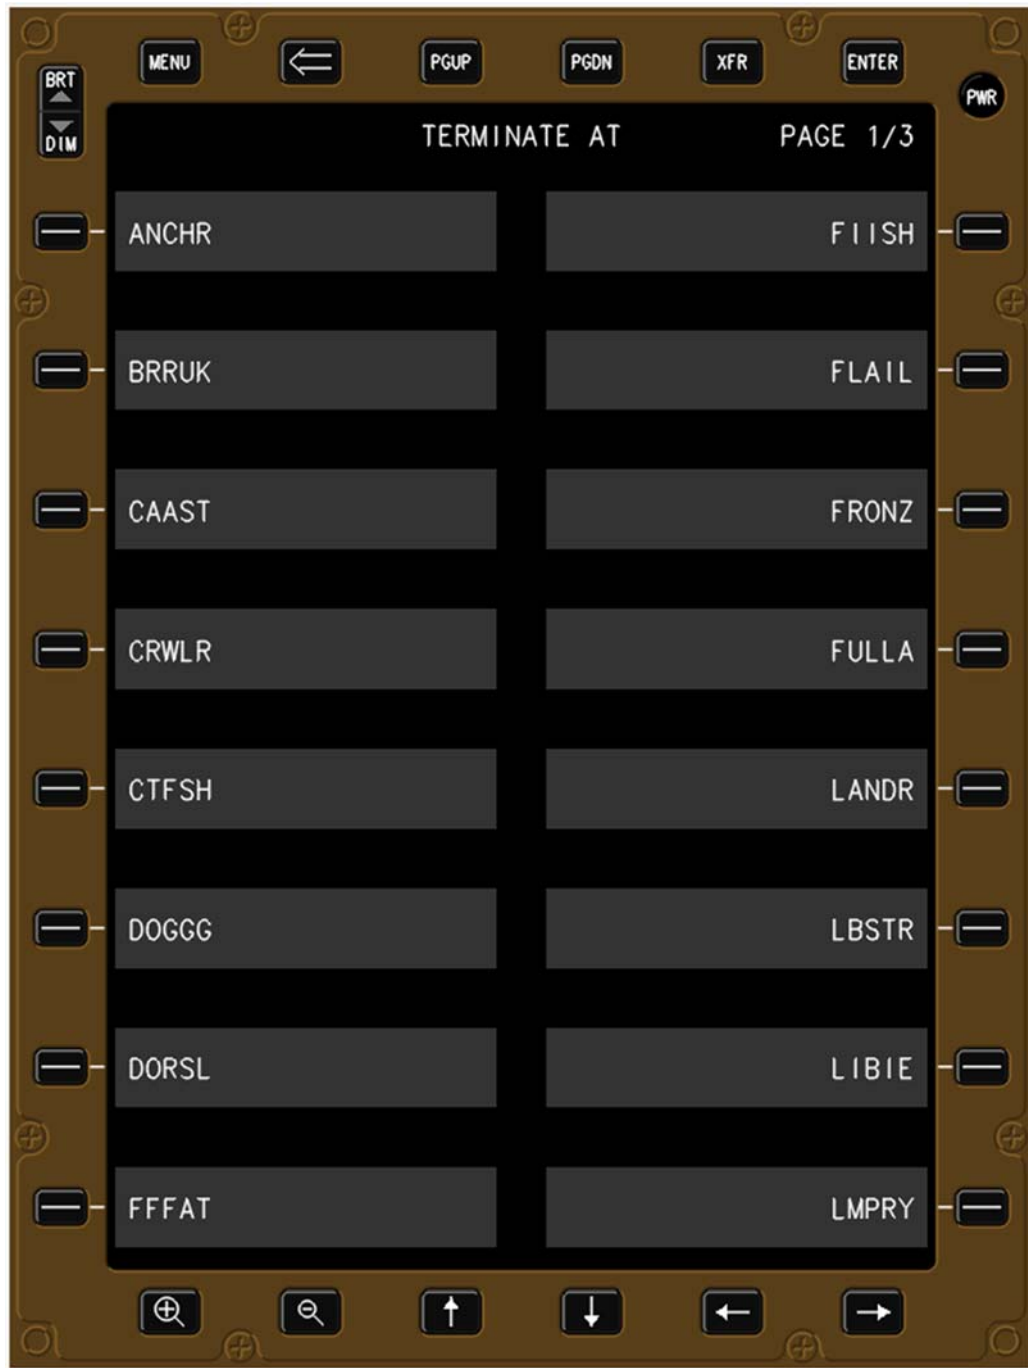 MENU PGUP PGDN XFR ENTER
BRT
PWR
DIM
TERMINATE AT PAGE 1/3
ANCHR FIISH
BRRUK FLAIL
CAAST FRONZ
CRWLR FULLA
CTFSH LANDR
DOGGG LBSTR
DORSL LIBIE
FFFAT LMPRY